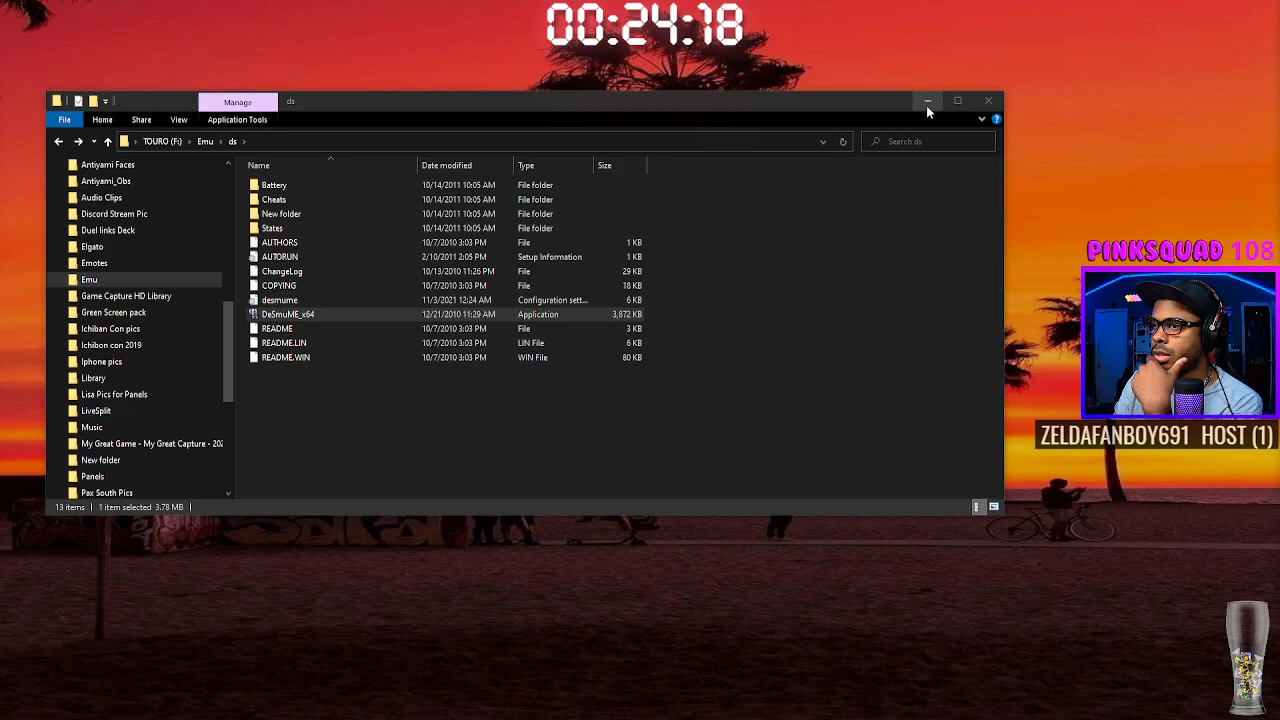 00:24:18
Manage
ds
File
Home
Share
View
Application Tools
TOURO (F:)
Emu
ds
Search ds
Antiyami Faces
Antiyami_Obs
Audio Clips
Discord Stream Pic
Duel links Deck
Elgato
Emotes
Emu
Game Capture HD Library
Green Screen pack
Ichiban Con pics
Ichibon con 2019
Iphone pics
Library
Lisa Pics for Panels
LiveSplit
Music
My Great Game - My Great Capture - 202
New folder
Panels
Pax South Pics
Name Date modified Type Size
Battery 10/14/2011 10:05 AM File folder
Cheats 10/14/2011 10:05 AM File folder
New folder 10/14/2011 10:05 AM File folder
States 10/14/2011 10:05 AM File folder
AUTHORS 10/7/2010 3:03 PM File 1 KB
AUTORUN 2/10/2011 2:05 PM Setup Information 1 KB
ChangeLog 10/13/2010 11:26 PM File 29 KB
COPYING 10/7/2010 3:03 PM File 18 KB
desmume 11/3/2021 12:24 AM Configuration sett... 6 KB
DeSmuME_x64 12/21/2010 11:29 AM Application 3,872 KB
README 10/7/2010 3:03 PM File 3 KB
README.LIN 10/7/2010 3:03 PM LIN File 6 KB
README.WIN 10/7/2010 3:03 PM WIN File 80 KB
13 items 1 item selected 3.78 MB
PINKSQUAD 108
ZELDAFANBOY691 HOST (1)